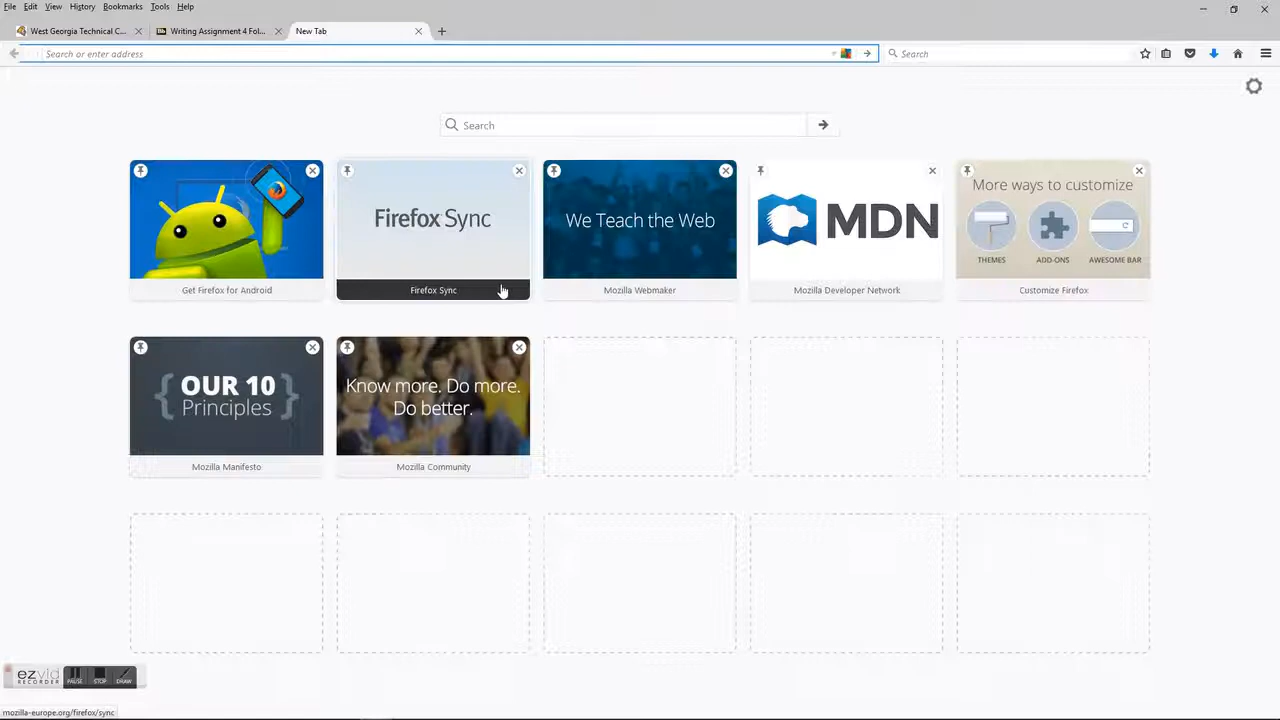 File Edit View History Bookmarks Tools Help
West Georgia Technical C...
Writing Assignment 4 Fol...
New Tab
Search or enter address
Search
Search
Firefox Sync
We Teach the Web
MDN
More ways to customize
THEMES
ADD-ONS
AWESOME BAR
Get Firefox for Android
Firefox Sync
Mozilla Webmaker
Mozilla Developer Network
Customize Firefox
{ OUR 10 Principles }
Know more. Do more.
Do better.
Mozilla Manifesto
Mozilla Community
ezvid
RECORDER
PAUSE
STOP
DRAW
mozilla-europe.org/firefox/sync